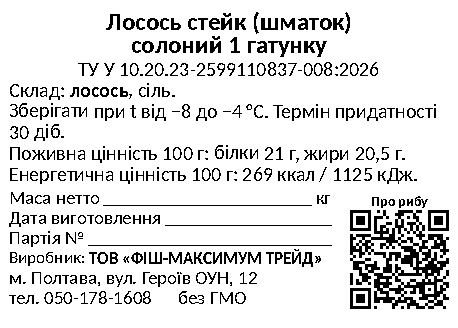 Лосось стейк (шматок)
солоний 1 гатунку
ТУ У 10.20.23-2599110837-008:2026
Склад: лосось, сіль.
Зберігати при t від −8 до −4 °С. Термін придатності
30 діб.
Поживна цінність 100 г: білки 21 г, жири 20,5 г.
Енергетична цінність 100 г: 269 ккал / 1125 кДж.
Маса нетто ____________________ кг
Дата виготовлення ________________
Партія № ________________________
Про рибу
Виробник: ТОВ «ФІШ-МАКСИМУМ ТРЕЙД»
м. Полтава, вул. Героїв ОУН, 12
тел. 050-178-1608 без ГМО